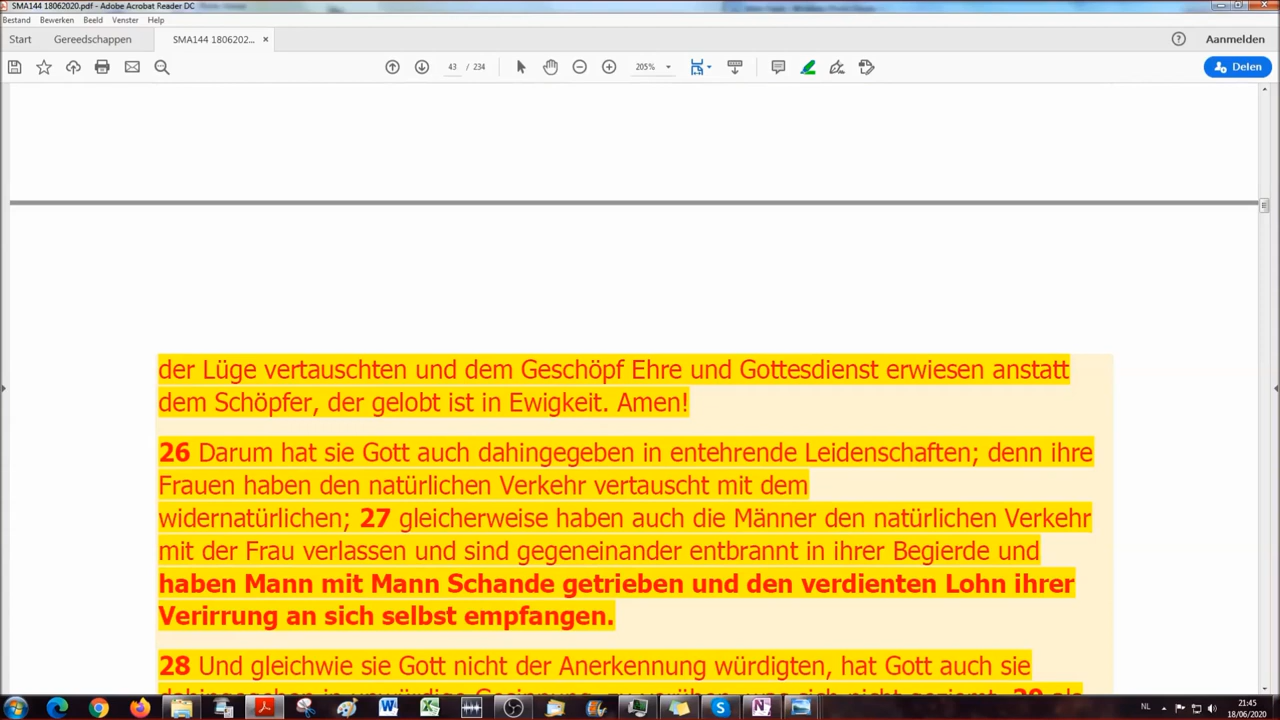 SMA144 18062020.pdf - Adobe Acrobat Reader DC
Bestand Bewerken Beeld Venster Help
Start Gereedschappen SMA144 1806202... × Aanmelden
43 / 234 205% Delen
der Lüge vertauschten und dem Geschöpf Ehre und Gottesdienst erwiesen anstatt
dem Schöpfer, der gelobt ist in Ewigkeit. Amen!
26 Darum hat sie Gott auch dahingegeben in entehrende Leidenschaften; denn ihre
Frauen haben den natürlichen Verkehr vertauscht mit dem
widernatürlichen; 27 gleicherweise haben auch die Männer den natürlichen Verkehr
mit der Frau verlassen und sind gegeneinander entbrannt in ihrer Begierde und
haben Mann mit Mann Schande getrieben und den verdienten Lohn ihrer
Verirrung an sich selbst empfangen.
28 Und gleichwie sie Gott nicht der Anerkennung würdigten, hat Gott auch sie
NL 21:45
18/06/2020